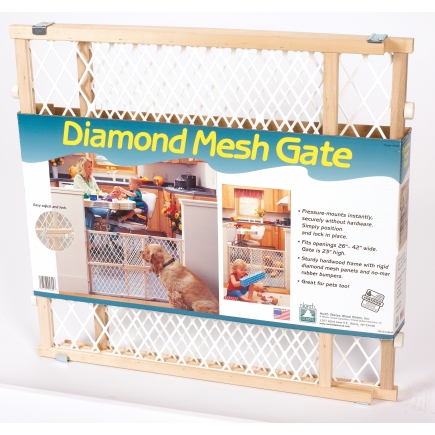 Diamond Mesh Gate
Easy adjust and lock.
• Pressure-mounts instantly,
securely without hardware.
Simply position
and lock in place.
• Fits openings 26"- 42" wide.
Gate is 23" high.
• Sturdy hardwood frame with rigid
diamond mesh panels and no-mar
rubber bumpers.
• Great for pets too!
north
states